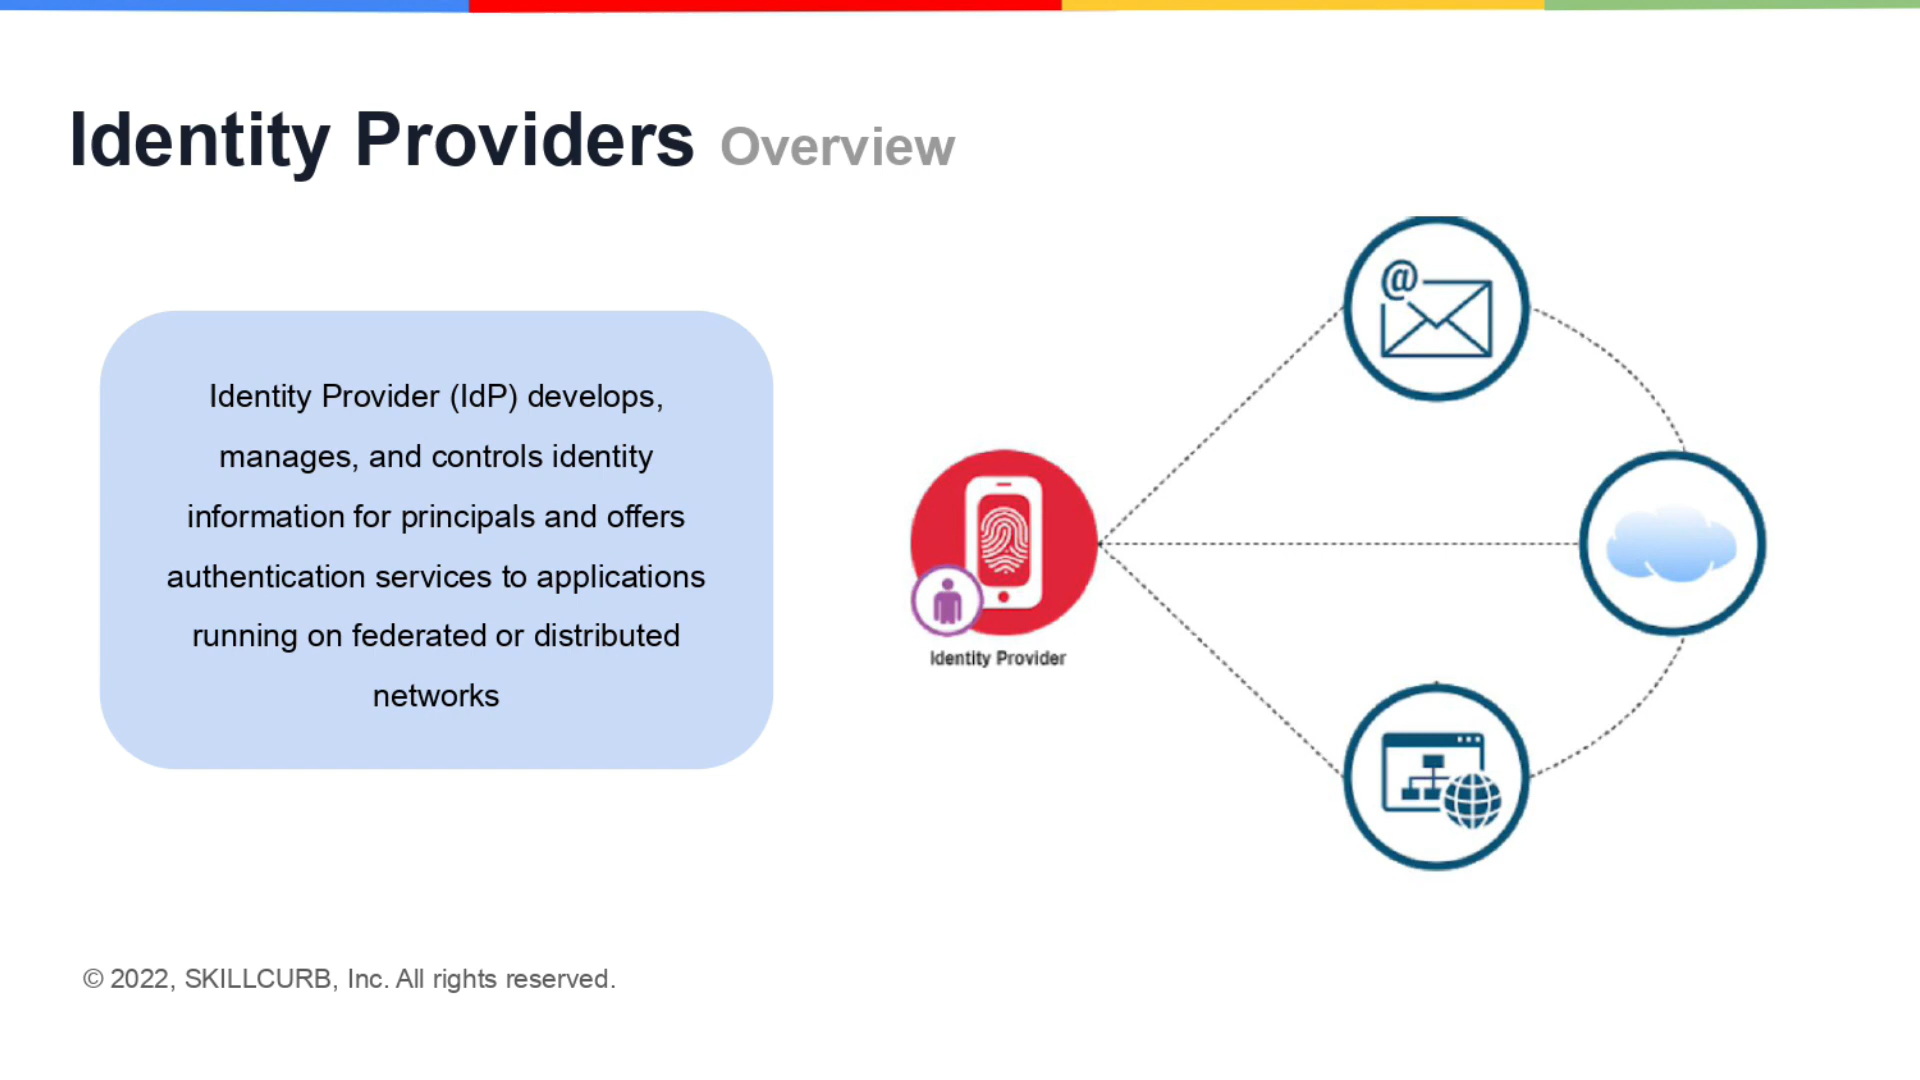 Identity Providers Overview
Identity Provider (IdP) develops,
manages, and controls identity
information for principals and offers
authentication services to applications
running on federated or distributed
networks
@
Identity Provider
© 2022, SKILLCURB, Inc. All rights reserved.